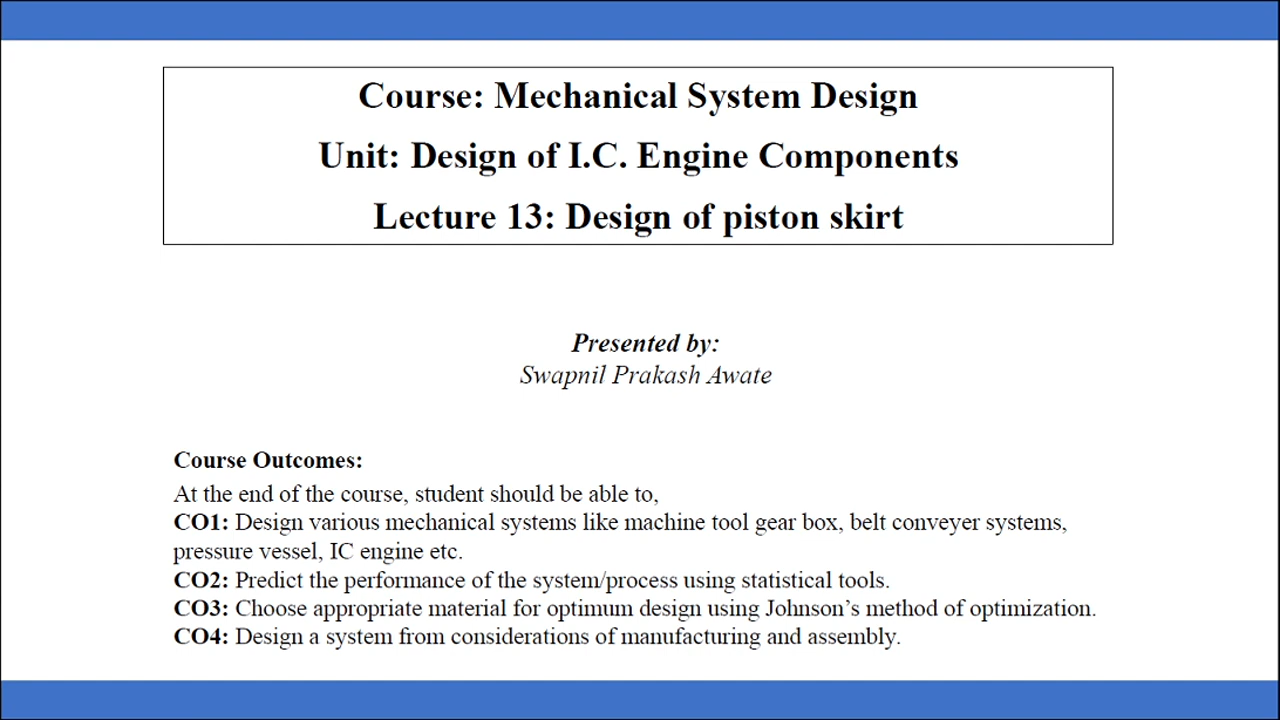 Course: Mechanical System Design
Unit: Design of I.C. Engine Components
Lecture 13: Design of piston skirt
Presented by:
Swapnil Prakash Awate
Course Outcomes:
At the end of the course, student should be able to,
CO1: Design various mechanical systems like machine tool gear box, belt conveyer systems,
pressure vessel, IC engine etc.
CO2: Predict the performance of the system/process using statistical tools.
CO3: Choose appropriate material for optimum design using Johnson’s method of optimization.
CO4: Design a system from considerations of manufacturing and assembly.